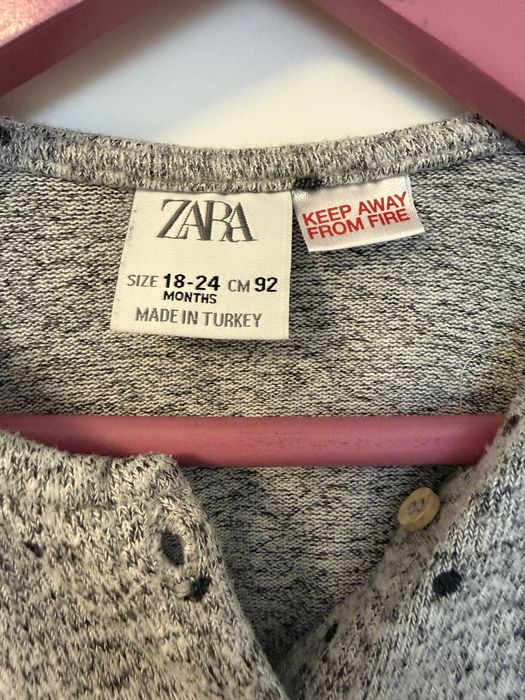 ZARA
SIZE 18-24 CM 92
MONTHS
MADE IN TURKEY
KEEP AWAY
FROM FIRE